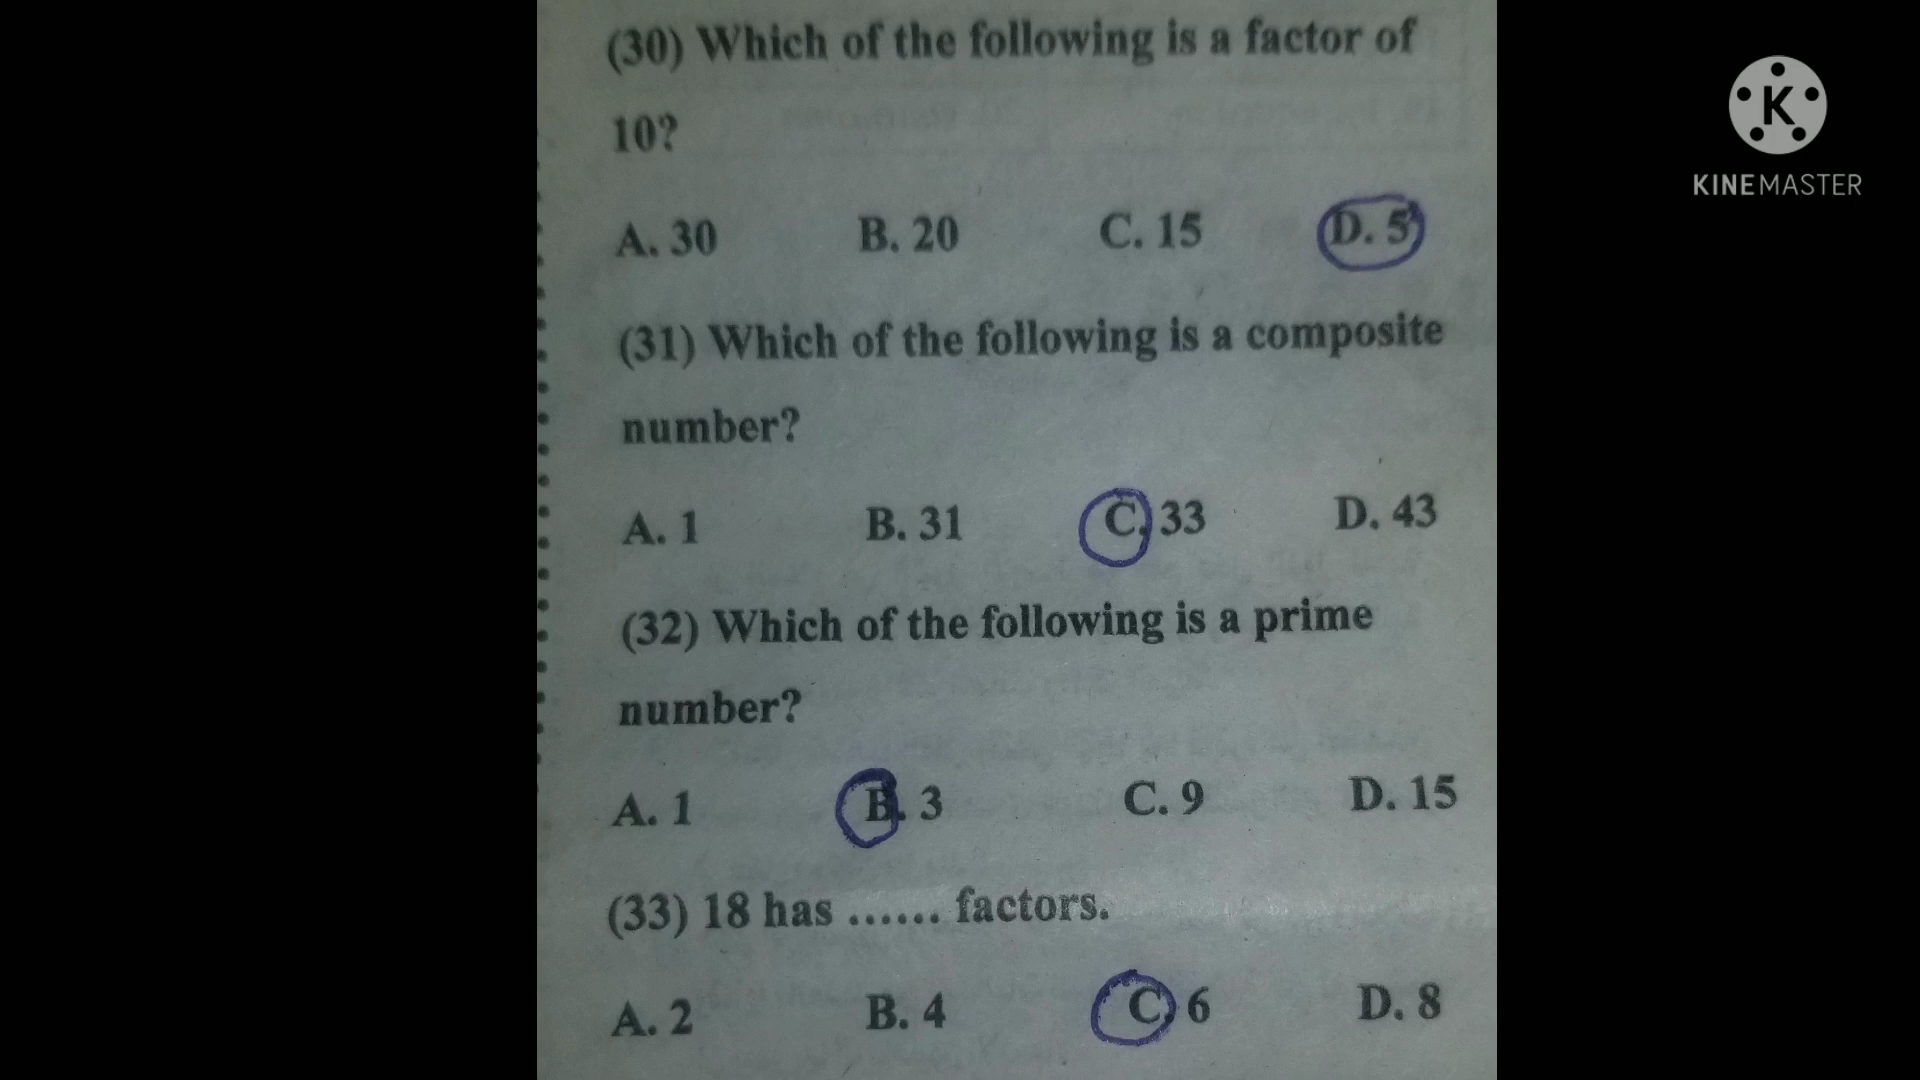 (30) Which of the following is a factor of
10?
A. 30 B. 20 C. 15 D. 5
(31) Which of the following is a composite
number?
A. 1 B. 31 C. 33 D. 43
(32) Which of the following is a prime
number?
A. 1 B. 3 C. 9 D. 15
(33) 18 has ...... factors.
A. 2 B. 4 C. 6 D. 8
K
KINEMASTER